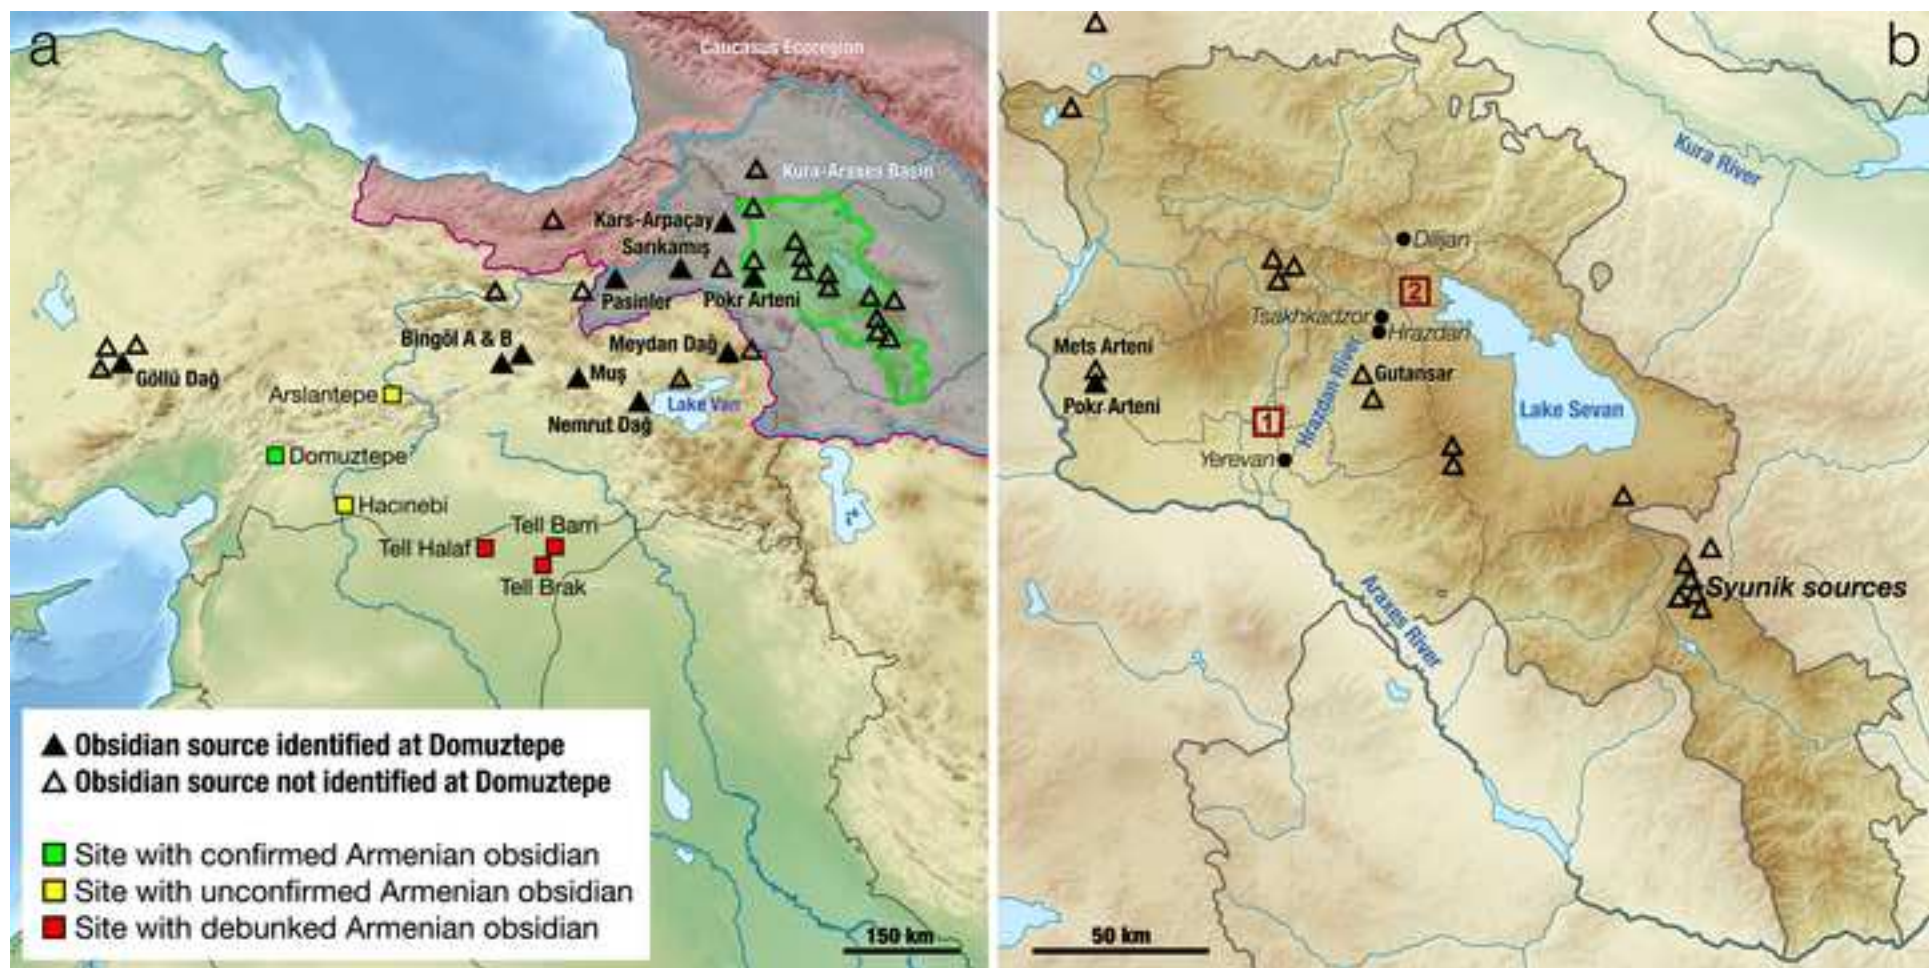 a
Caucasus Ecoregion
Kura-Araxes Basin
Kars-Arpaçay
Sarıkamış
Pasinler
Pokr Arteni
Bingöl A & B
Meydan Dağ
Göllü Dağ
Muş
Arslantepe
Lake Van
Nemrut Dağ
Domuztepe
Hacınebi
Tell Barri
Tell Halaf
Tell Brak
Obsidian source identified at Domuztepe
Obsidian source not identified at Domuztepe
Site with confirmed Armenian obsidian
Site with unconfirmed Armenian obsidian
Site with debunked Armenian obsidian
150 km
b
Kura River
Dilijan
2
Tsakhkadzor
Hrazdan
Mets Arteni
Hrazdan River
Gutansar
Pokr Arteni
Lake Sevan
1
Yerevan
Araxes River
Syunik sources
50 km